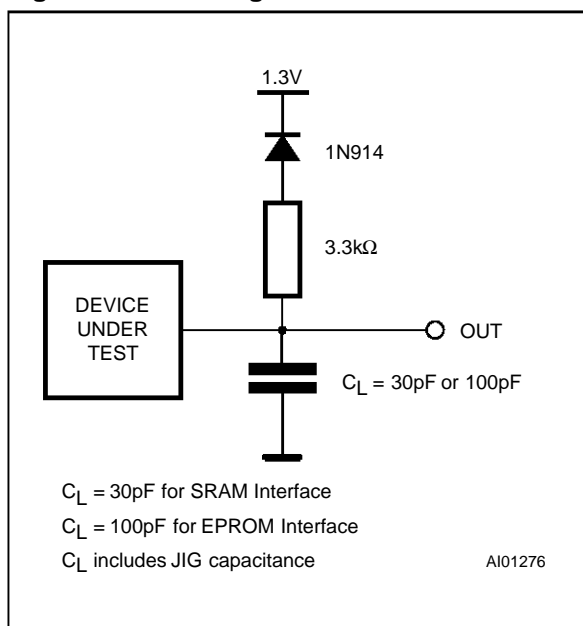 1.3V
1N914
3.3kΩ
DEVICE
UNDER
TEST
OUT
CL = 30pF or 100pF
CL = 30pF for SRAM Interface
CL = 100pF for EPROM Interface
CL includes JIG capacitance
AI01276